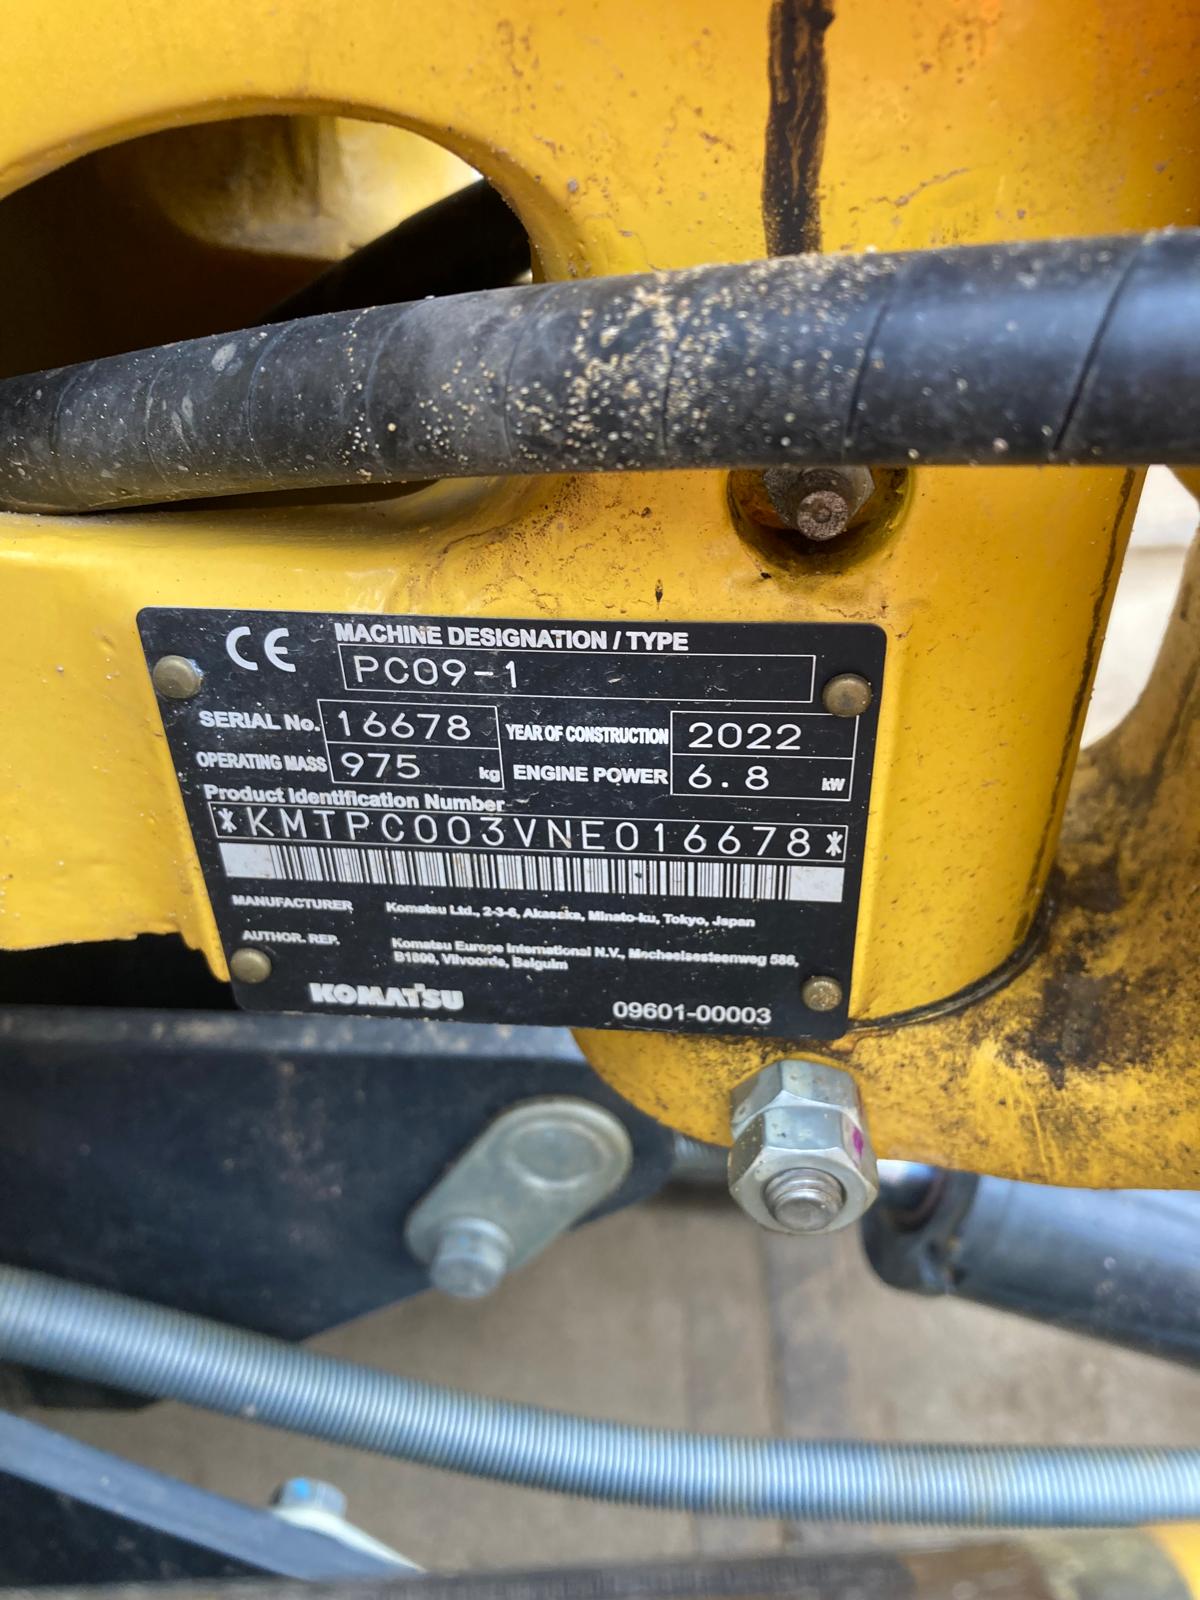 CE
MACHINE DESIGNATION / TYPE
PC09-1
SERIAL No. 16678 YEAR OF CONSTRUCTION 2022
OPERATING MASS 975 kg ENGINE POWER 6.8 kW
Product Identification Number
*KMTPC003VNE016678*
MANUFACTURER Komatsu Ltd., 2-3-6, Akasaka, Minato-ku, Tokyo, Japan
AUTHOR. REP. Komatsu Europe International N.V., Mechelsesteenweg 586,
B1800, Vilvoorde, Belguim
KOMATSU 09601-00003